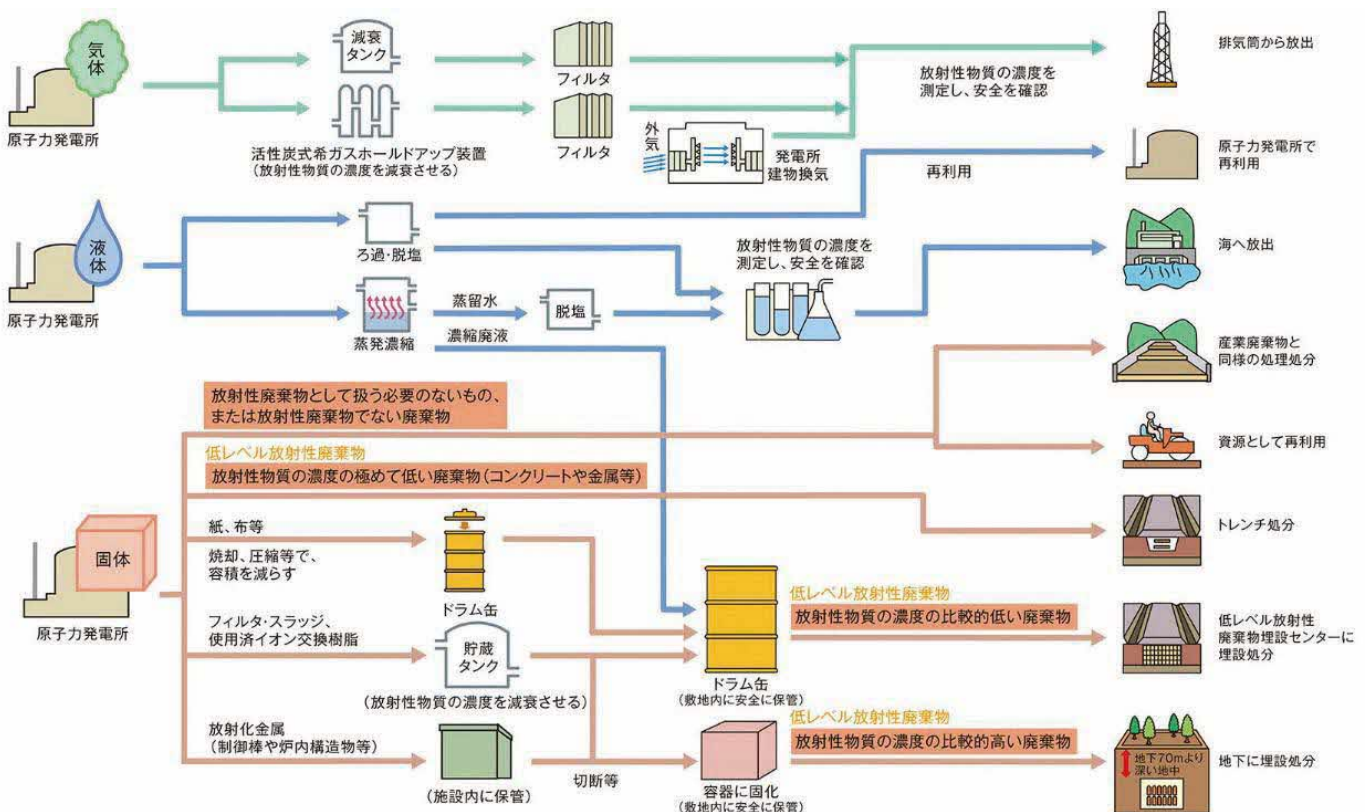 気体
原子力発電所
減衰
タンク
活性炭式希ガスホールドアップ装置
(放射性物質の濃度を減衰させる)
フィルタ
フィルタ
外気
発電所
建物換気
放射性物質の濃度を
測定し、安全を確認
排気筒から放出
液体
原子力発電所
ろ過・脱塩
再利用
原子力発電所で
再利用
蒸発濃縮
蒸留水
濃縮廃液
脱塩
放射性物質の濃度を
測定し、安全を確認
海へ放出
固体
原子力発電所
放射性廃棄物として扱う必要のないもの、
または放射性廃棄物でない廃棄物
産業廃棄物と
同様の処理処分
資源として再利用
低レベル放射性廃棄物
放射性物質の濃度の極めて低い廃棄物(コンクリートや金属等)
トレンチ処分
紙、布等
焼却、圧縮等で、
容積を減らす
ドラム缶
フィルタ・スラッジ、
使用済イオン交換樹脂
貯蔵
タンク
(放射性物質の濃度を減衰させる)
ドラム缶
(敷地内に安全に保管)
低レベル放射性廃棄物
放射性物質の濃度の比較的低い廃棄物
低レベル放射性
廃棄物埋設センターに
埋設処分
放射化金属
(制御棒や炉内構造物等)
(施設内に保管)
切断等
容器に固化
(敷地内に安全に保管)
低レベル放射性廃棄物
放射性物質の濃度の比較的高い廃棄物
地下70mより
深い地中
地下に埋設処分